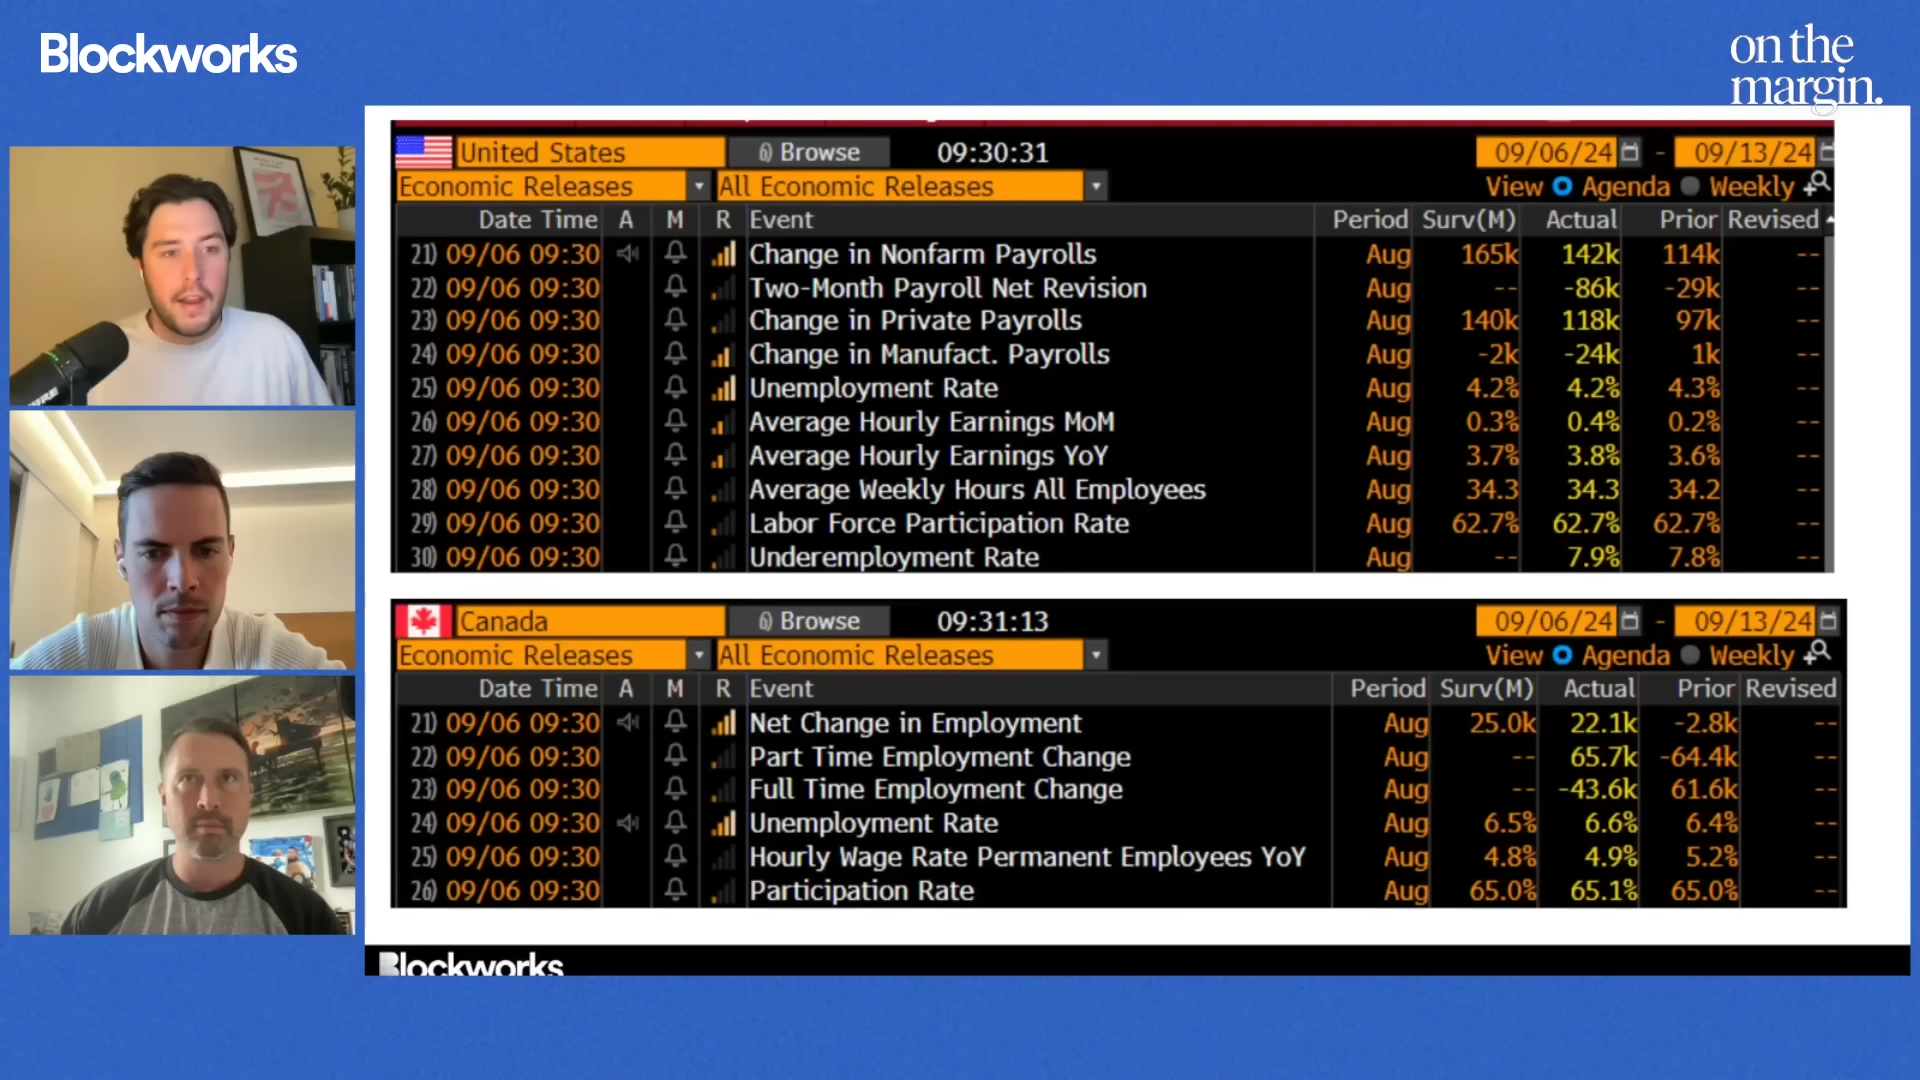 Blockworks
on the
margin.
United States Browse 09:30:31 09/06/24 - 09/13/24
Economic Releases All Economic Releases View Agenda Weekly
Date Time A M R Event Period Surv(M) Actual Prior Revised
21) 09/06 09:30 Change in Nonfarm Payrolls Aug 165k 142k 114k --
22) 09/06 09:30 Two-Month Payroll Net Revision Aug -- -86k -29k --
23) 09/06 09:30 Change in Private Payrolls Aug 140k 118k 97k --
24) 09/06 09:30 Change in Manufact. Payrolls Aug -2k -24k 1k --
25) 09/06 09:30 Unemployment Rate Aug 4.2% 4.2% 4.3% --
26) 09/06 09:30 Average Hourly Earnings MoM Aug 0.3% 0.4% 0.2% --
27) 09/06 09:30 Average Hourly Earnings YoY Aug 3.7% 3.8% 3.6% --
28) 09/06 09:30 Average Weekly Hours All Employees Aug 34.3 34.3 34.2 --
29) 09/06 09:30 Labor Force Participation Rate Aug 62.7% 62.7% 62.7% --
30) 09/06 09:30 Underemployment Rate Aug -- 7.9% 7.8% --
Canada Browse 09:31:13 09/06/24 - 09/13/24
Economic Releases All Economic Releases View Agenda Weekly
Date Time A M R Event Period Surv(M) Actual Prior Revised
21) 09/06 09:30 Net Change in Employment Aug 25.0k 22.1k -2.8k --
22) 09/06 09:30 Part Time Employment Change Aug -- 65.7k -64.4k --
23) 09/06 09:30 Full Time Employment Change Aug -- -43.6k 61.6k --
24) 09/06 09:30 Unemployment Rate Aug 6.5% 6.6% 6.4% --
25) 09/06 09:30 Hourly Wage Rate Permanent Employees YoY Aug 4.8% 4.9% 5.2% --
26) 09/06 09:30 Participation Rate Aug 65.0% 65.1% 65.0% --
Blockworks